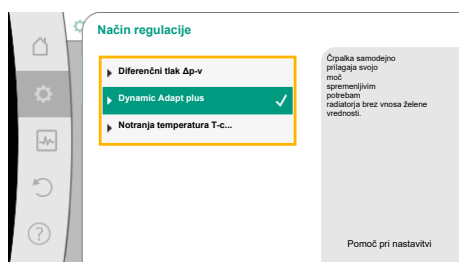 Način regulacije
Diferenčni tlak Δp-v
Dynamic Adapt plus
Notranja temperatura T-c...
Črpalka samodejno
prilagaja svojo
moč
spremenljivim
potrebam
radiatorja brez vnosa želene
vrednosti.
Pomoč pri nastavitvi